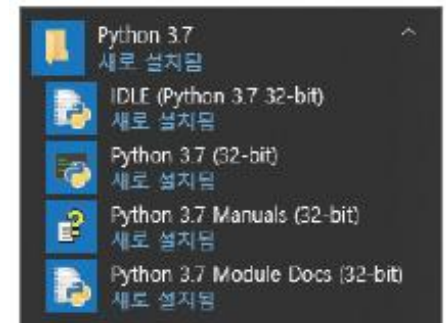 Python 3.7
새로 설치됨
IDLE (Python 3.7 32-bit)
새로 설치됨
Python 3.7 (32-bit)
새로 설치됨
Python 3.7 Manuals (32-bit)
새로 설치됨
Python 3.7 Module Docs (32-bit)
새로 설치됨